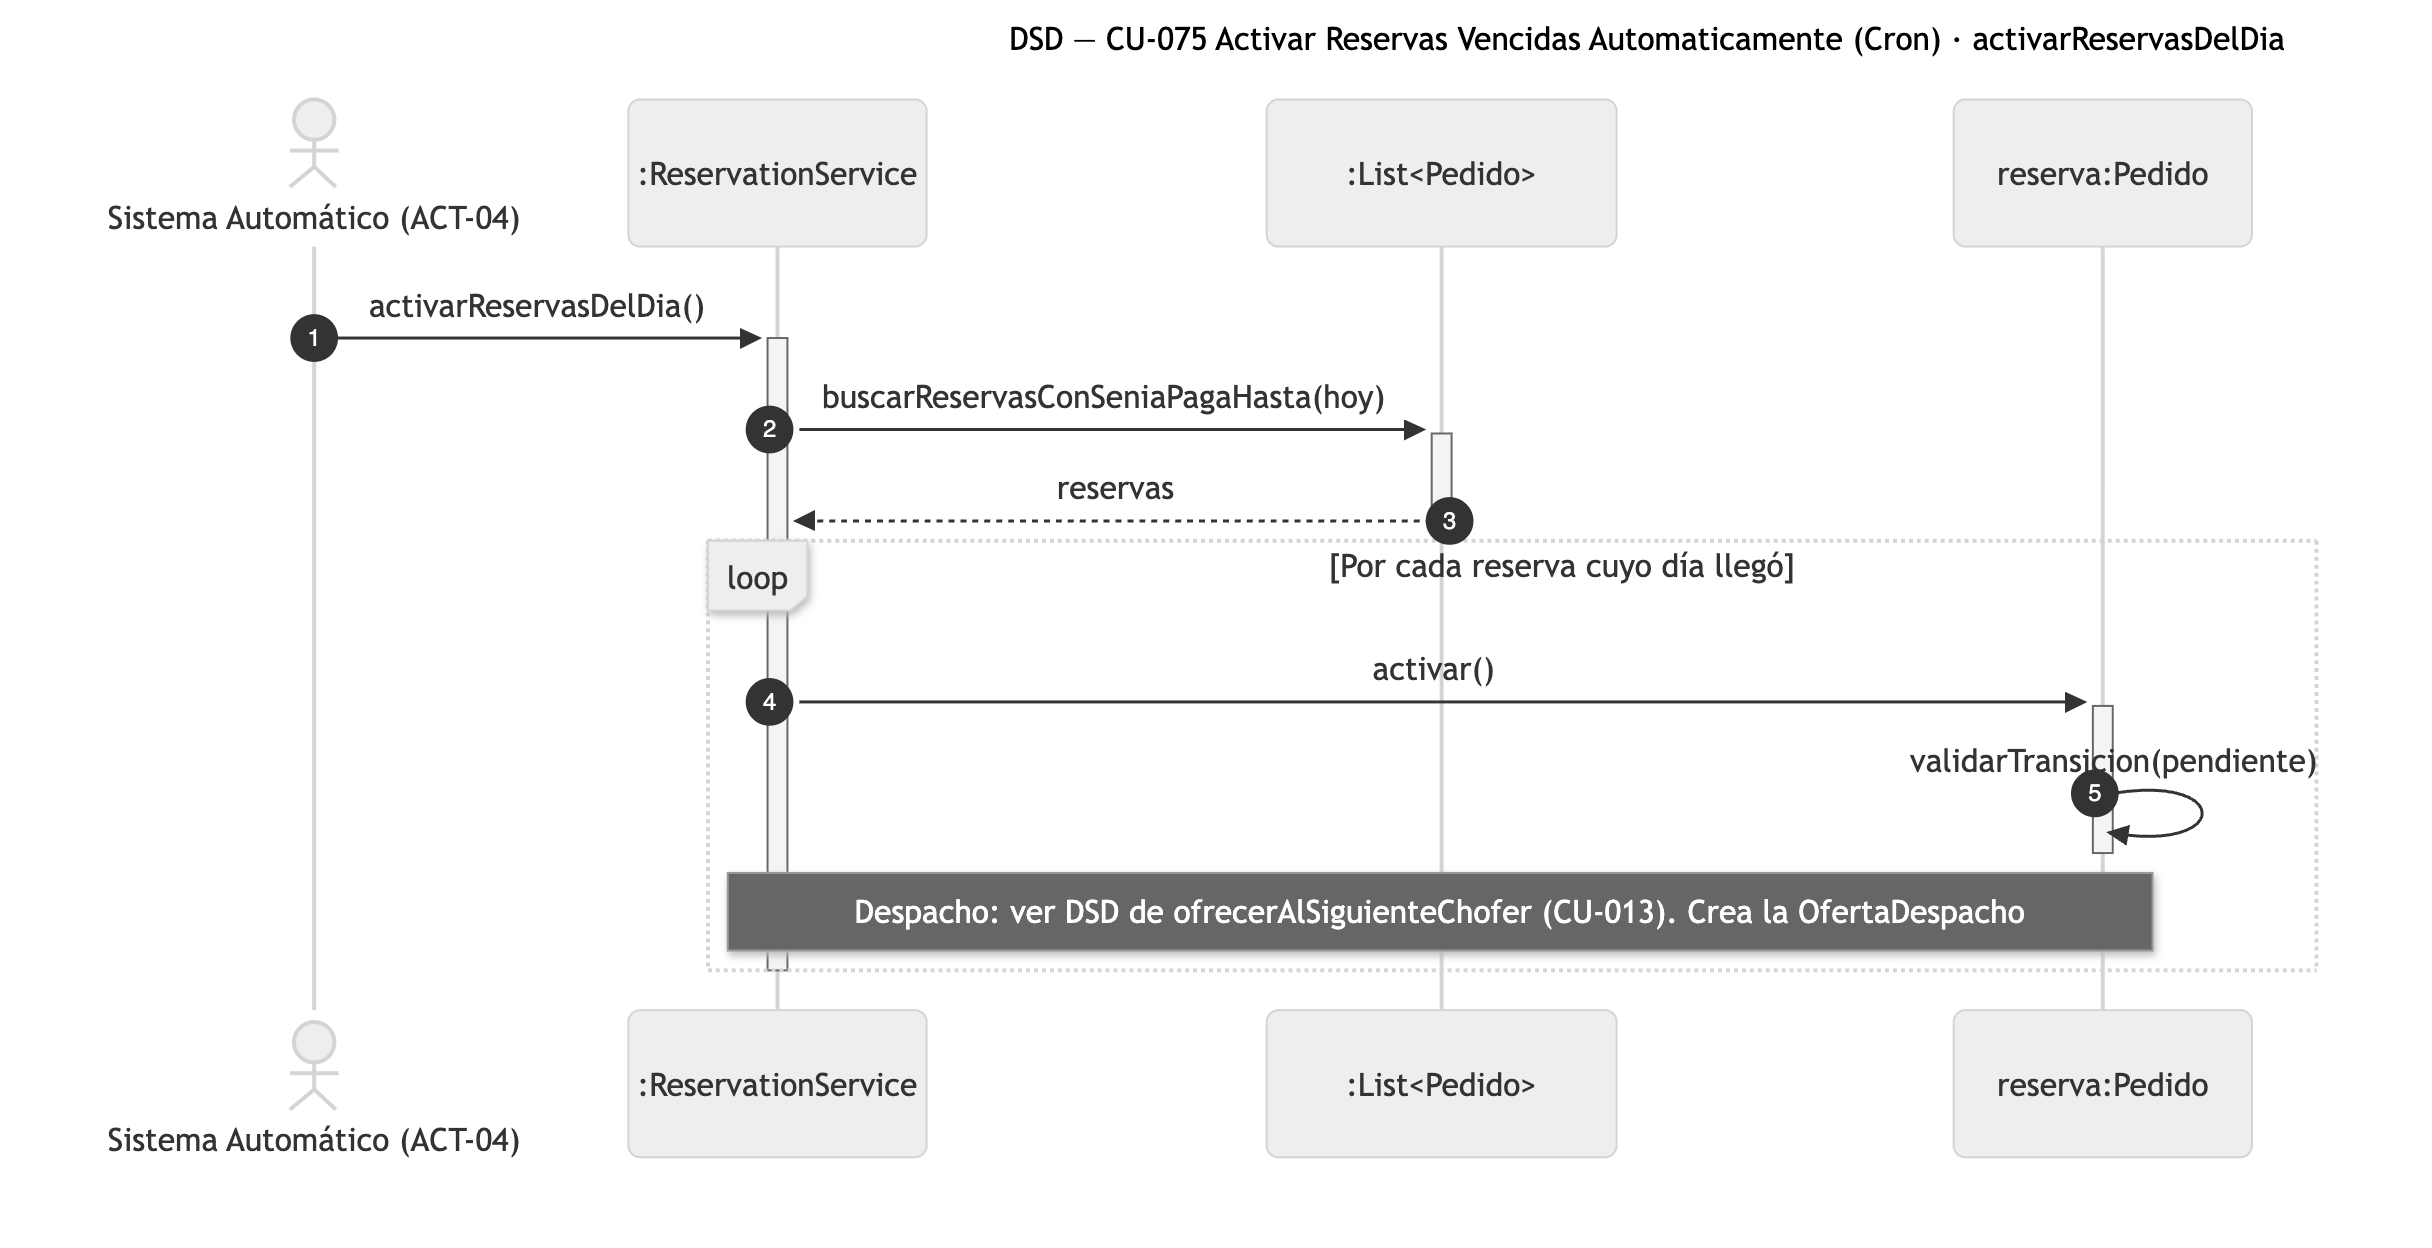 DSD — CU-075 Activar Reservas Vencidas Automaticamente (Cron) · activarReservasDelDia
Sistema Automático (ACT-04)
:ReservationService
:List<Pedido>
reserva:Pedido
activarReservasDelDia()
1
buscarReservasConSeniaPagaHasta(hoy)
2
reservas
3
loop
[Por cada reserva cuyo día llegó]
activar()
4
validarTransicion(pendiente)
5
Despacho: ver DSD de ofrecerAlSiguienteChofer (CU-013). Crea la OfertaDespacho
Sistema Automático (ACT-04)
:ReservationService
:List<Pedido>
reserva:Pedido